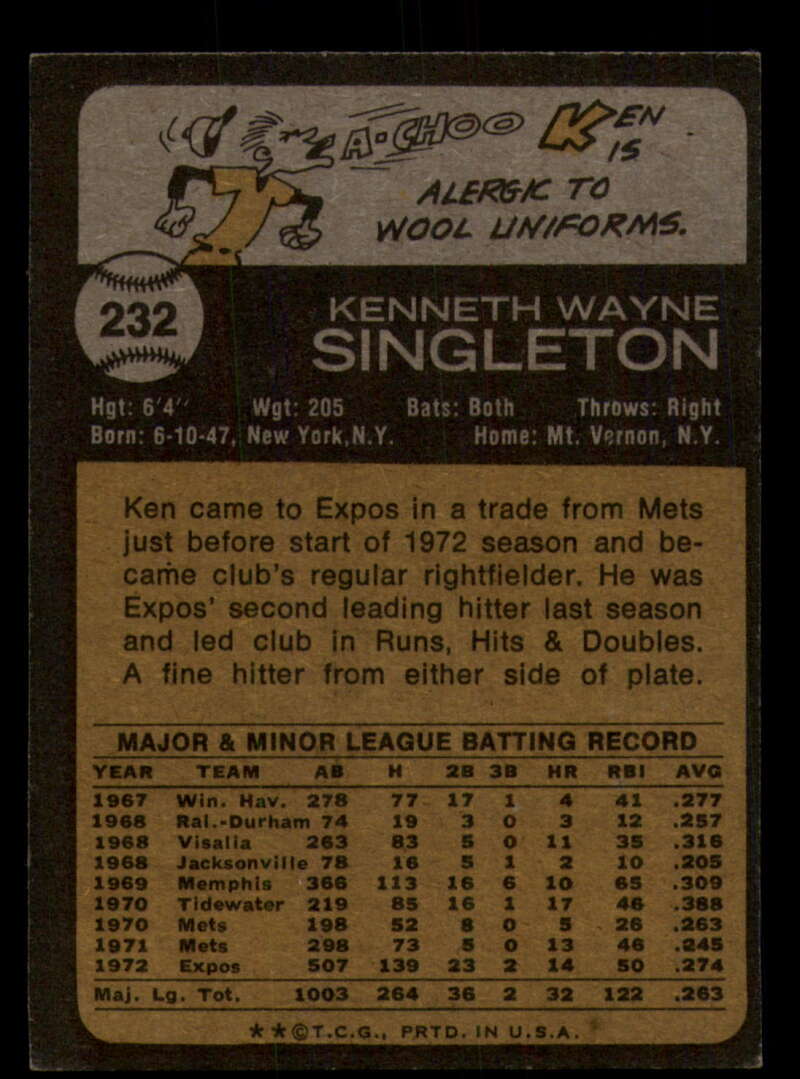 A-CHOO KEN
IS
ALERGIC TO
WOOL UNIFORMS.
232
KENNETH WAYNE
SINGLETON
Hgt: 6'4" Wgt: 205 Bats: Both Throws: Right
Born: 6-10-47, New York, N.Y. Home: Mt. Vernon, N.Y.
Ken came to Expos in a trade from Mets
just before start of 1972 season and be-
came club's regular rightfielder. He was
Expos' second leading hitter last season
and led club in Runs, Hits & Doubles.
A fine hitter from either side of plate.
MAJOR & MINOR LEAGUE BATTING RECORD
YEAR TEAM AB H 2B 3B HR RBI AVG
1967 Win. Hav. 278 77 17 1 4 41 .277
1968 Ral.-Durham 74 19 3 0 3 12 .257
1968 Visalia 263 83 5 0 11 35 .316
1968 Jacksonville 78 16 5 1 2 10 .205
1969 Memphis 366 113 16 6 10 65 .309
1970 Tidewater 219 85 16 1 17 46 .388
1970 Mets 198 52 8 0 5 26 .263
1971 Mets 298 73 5 0 13 46 .245
1972 Expos 507 139 23 2 14 50 .274
Maj. Lg. Tot. 1003 264 36 2 32 122 .263
★★©T.C.G., PRTD. IN U.S.A.